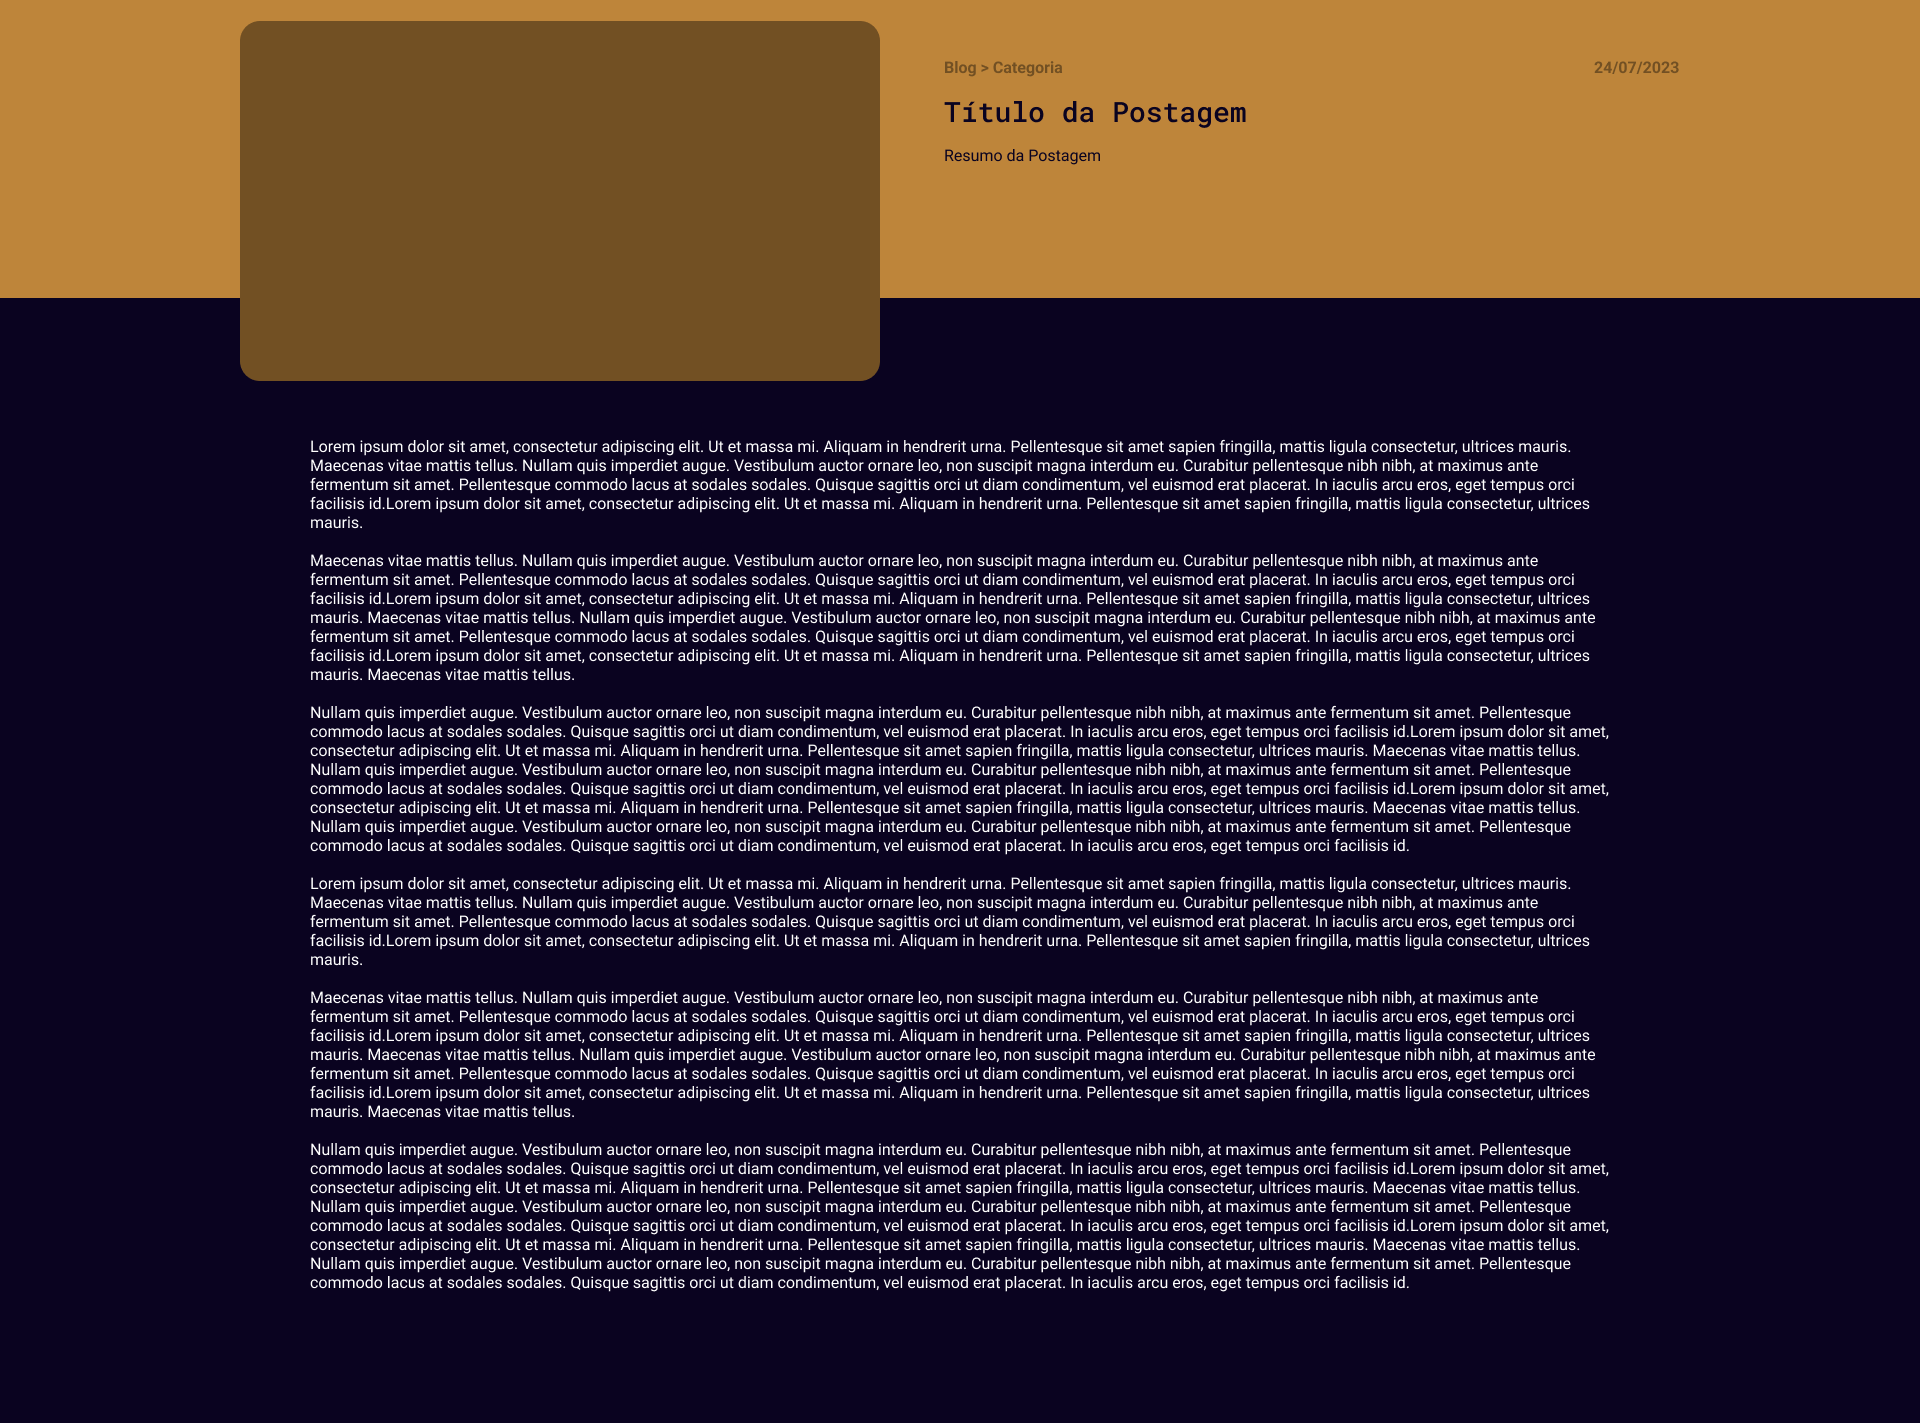 Blog > Categoria
24/07/2023
Título da Postagem
Resumo da Postagem
Lorem ipsum dolor sit amet, consectetur adipiscing elit. Ut et massa mi. Aliquam in hendrerit urna. Pellentesque sit amet sapien fringilla, mattis ligula consectetur, ultrices mauris.
Maecenas vitae mattis tellus. Nullam quis imperdiet augue. Vestibulum auctor ornare leo, non suscipit magna interdum eu. Curabitur pellentesque nibh nibh, at maximus ante
fermentum sit amet. Pellentesque commodo lacus at sodales sodales. Quisque sagittis orci ut diam condimentum, vel euismod erat placerat. In iaculis arcu eros, eget tempus orci
facilisis id.Lorem ipsum dolor sit amet, consectetur adipiscing elit. Ut et massa mi. Aliquam in hendrerit urna. Pellentesque sit amet sapien fringilla, mattis ligula consectetur, ultrices
mauris.
Maecenas vitae mattis tellus. Nullam quis imperdiet augue. Vestibulum auctor ornare leo, non suscipit magna interdum eu. Curabitur pellentesque nibh nibh, at maximus ante
fermentum sit amet. Pellentesque commodo lacus at sodales sodales. Quisque sagittis orci ut diam condimentum, vel euismod erat placerat. In iaculis arcu eros, eget tempus orci
facilisis id.Lorem ipsum dolor sit amet, consectetur adipiscing elit. Ut et massa mi. Aliquam in hendrerit urna. Pellentesque sit amet sapien fringilla, mattis ligula consectetur, ultrices
mauris. Maecenas vitae mattis tellus. Nullam quis imperdiet augue. Vestibulum auctor ornare leo, non suscipit magna interdum eu. Curabitur pellentesque nibh nibh, at maximus ante
fermentum sit amet. Pellentesque commodo lacus at sodales sodales. Quisque sagittis orci ut diam condimentum, vel euismod erat placerat. In iaculis arcu eros, eget tempus orci
facilisis id.Lorem ipsum dolor sit amet, consectetur adipiscing elit. Ut et massa mi. Aliquam in hendrerit urna. Pellentesque sit amet sapien fringilla, mattis ligula consectetur, ultrices
mauris. Maecenas vitae mattis tellus.
Nullam quis imperdiet augue. Vestibulum auctor ornare leo, non suscipit magna interdum eu. Curabitur pellentesque nibh nibh, at maximus ante fermentum sit amet. Pellentesque
commodo lacus at sodales sodales. Quisque sagittis orci ut diam condimentum, vel euismod erat placerat. In iaculis arcu eros, eget tempus orci facilisis id.Lorem ipsum dolor sit amet,
consectetur adipiscing elit. Ut et massa mi. Aliquam in hendrerit urna. Pellentesque sit amet sapien fringilla, mattis ligula consectetur, ultrices mauris. Maecenas vitae mattis tellus.
Nullam quis imperdiet augue. Vestibulum auctor ornare leo, non suscipit magna interdum eu. Curabitur pellentesque nibh nibh, at maximus ante fermentum sit amet. Pellentesque
commodo lacus at sodales sodales. Quisque sagittis orci ut diam condimentum, vel euismod erat placerat. In iaculis arcu eros, eget tempus orci facilisis id.Lorem ipsum dolor sit amet,
consectetur adipiscing elit. Ut et massa mi. Aliquam in hendrerit urna. Pellentesque sit amet sapien fringilla, mattis ligula consectetur, ultrices mauris. Maecenas vitae mattis tellus.
Nullam quis imperdiet augue. Vestibulum auctor ornare leo, non suscipit magna interdum eu. Curabitur pellentesque nibh nibh, at maximus ante fermentum sit amet. Pellentesque
commodo lacus at sodales sodales. Quisque sagittis orci ut diam condimentum, vel euismod erat placerat. In iaculis arcu eros, eget tempus orci facilisis id.
Lorem ipsum dolor sit amet, consectetur adipiscing elit. Ut et massa mi. Aliquam in hendrerit urna. Pellentesque sit amet sapien fringilla, mattis ligula consectetur, ultrices mauris.
Maecenas vitae mattis tellus. Nullam quis imperdiet augue. Vestibulum auctor ornare leo, non suscipit magna interdum eu. Curabitur pellentesque nibh nibh, at maximus ante
fermentum sit amet. Pellentesque commodo lacus at sodales sodales. Quisque sagittis orci ut diam condimentum, vel euismod erat placerat. In iaculis arcu eros, eget tempus orci
facilisis id.Lorem ipsum dolor sit amet, consectetur adipiscing elit. Ut et massa mi. Aliquam in hendrerit urna. Pellentesque sit amet sapien fringilla, mattis ligula consectetur, ultrices
mauris.
Maecenas vitae mattis tellus. Nullam quis imperdiet augue. Vestibulum auctor ornare leo, non suscipit magna interdum eu. Curabitur pellentesque nibh nibh, at maximus ante
fermentum sit amet. Pellentesque commodo lacus at sodales sodales. Quisque sagittis orci ut diam condimentum, vel euismod erat placerat. In iaculis arcu eros, eget tempus orci
facilisis id.Lorem ipsum dolor sit amet, consectetur adipiscing elit. Ut et massa mi. Aliquam in hendrerit urna. Pellentesque sit amet sapien fringilla, mattis ligula consectetur, ultrices
mauris. Maecenas vitae mattis tellus. Nullam quis imperdiet augue. Vestibulum auctor ornare leo, non suscipit magna interdum eu. Curabitur pellentesque nibh nibh, at maximus ante
fermentum sit amet. Pellentesque commodo lacus at sodales sodales. Quisque sagittis orci ut diam condimentum, vel euismod erat placerat. In iaculis arcu eros, eget tempus orci
facilisis id.Lorem ipsum dolor sit amet, consectetur adipiscing elit. Ut et massa mi. Aliquam in hendrerit urna. Pellentesque sit amet sapien fringilla, mattis ligula consectetur, ultrices
mauris. Maecenas vitae mattis tellus.
Nullam quis imperdiet augue. Vestibulum auctor ornare leo, non suscipit magna interdum eu. Curabitur pellentesque nibh nibh, at maximus ante fermentum sit amet. Pellentesque
commodo lacus at sodales sodales. Quisque sagittis orci ut diam condimentum, vel euismod erat placerat. In iaculis arcu eros, eget tempus orci facilisis id.Lorem ipsum dolor sit amet,
consectetur adipiscing elit. Ut et massa mi. Aliquam in hendrerit urna. Pellentesque sit amet sapien fringilla, mattis ligula consectetur, ultrices mauris. Maecenas vitae mattis tellus.
Nullam quis imperdiet augue. Vestibulum auctor ornare leo, non suscipit magna interdum eu. Curabitur pellentesque nibh nibh, at maximus ante fermentum sit amet. Pellentesque
commodo lacus at sodales sodales. Quisque sagittis orci ut diam condimentum, vel euismod erat placerat. In iaculis arcu eros, eget tempus orci facilisis id.Lorem ipsum dolor sit amet,
consectetur adipiscing elit. Ut et massa mi. Aliquam in hendrerit urna. Pellentesque sit amet sapien fringilla, mattis ligula consectetur, ultrices mauris. Maecenas vitae mattis tellus.
Nullam quis imperdiet augue. Vestibulum auctor ornare leo, non suscipit magna interdum eu. Curabitur pellentesque nibh nibh, at maximus ante fermentum sit amet. Pellentesque
commodo lacus at sodales sodales. Quisque sagittis orci ut diam condimentum, vel euismod erat placerat. In iaculis arcu eros, eget tempus orci facilisis id.